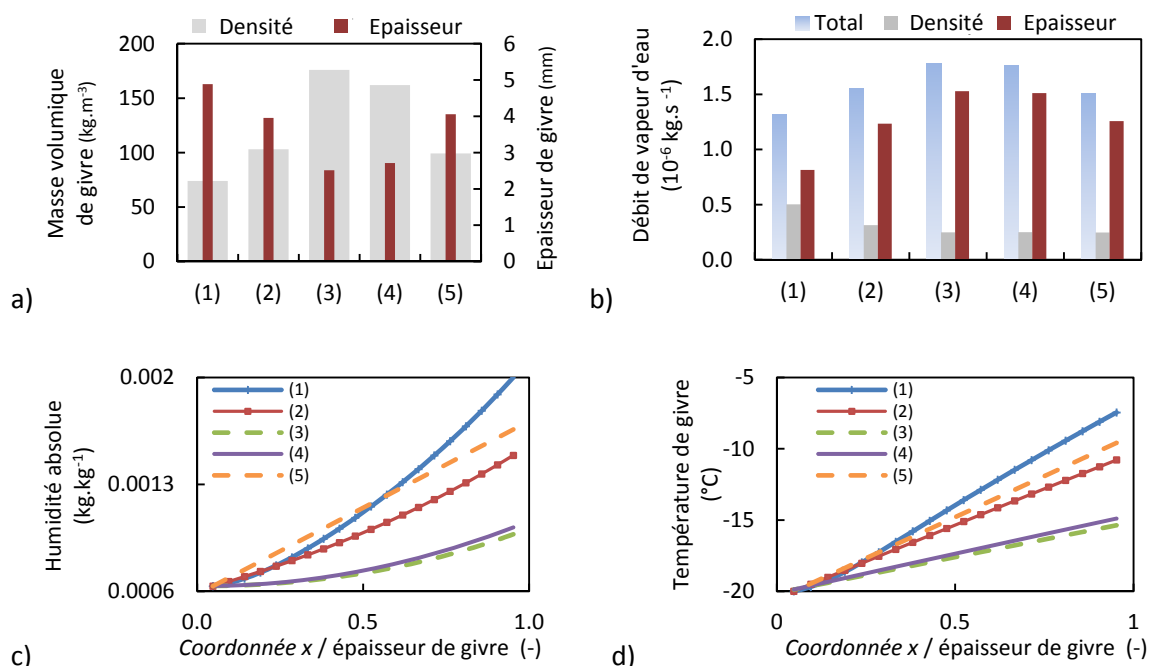 Densité Epaisseur
Masse volumique
de givre (kg.m-3)
200
150
100
50
0
6
5
4
3
2
1
0
Epaisseur de givre (mm)
(1) (2) (3) (4) (5)
a)
Total Densité Epaisseur
Débit de vapeur d'eau
(10-6 kg.s -1)
2.0
1.5
1.0
0.5
0.0
(1) (2) (3) (4) (5)
b)
Humidité absolue
(kg.kg-1)
0.002
0.0013
0.0006
(1)
(2)
(3)
(4)
(5)
0.0 0.5 1.0
Coordonnée x / épaisseur de givre (-)
c)
Température de givre
(°C)
-5
-10
-15
-20
(1)
(2)
(3)
(4)
(5)
0 0.5 1
Coordonnée x / épaisseur de givre (-)
d)